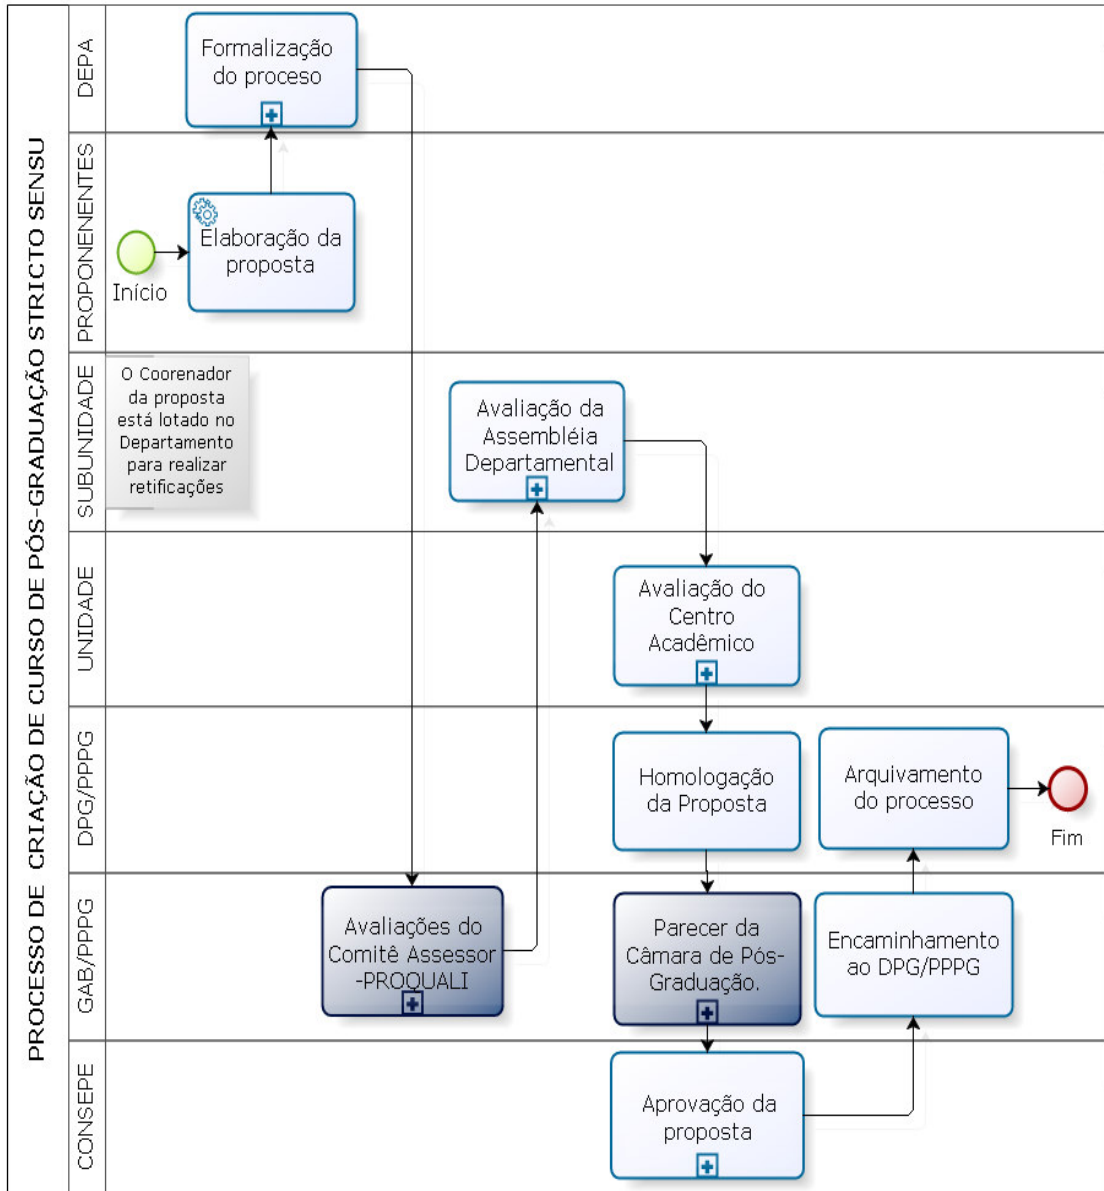 PROCESSO DE CRIAÇÃO DE CURSO DE PÓS-GRADUAÇÃO STRICTO SENSU
DEPA
Formalização
do proceso
PROPONENENTES
Início
Elaboração da
proposta
SUBUNIDADE
O Coorenador
da proposta
está lotado no
Departamento
para realizar
retificações
Avaliação da
Assembléia
Departamental
UNIDADE
Avaliação do
Centro
Acadêmico
DPG/PPPG
Homologação
da Proposta
Arquivamento
do processo
Fim
GAB/PPPG
Avaliações do
Comitê Assessor
-PROQUALI
Parecer da
Câmara de Pós-
Graduação.
Encaminhamento
ao DPG/PPPG
CONSEPE
Aprovação da
proposta